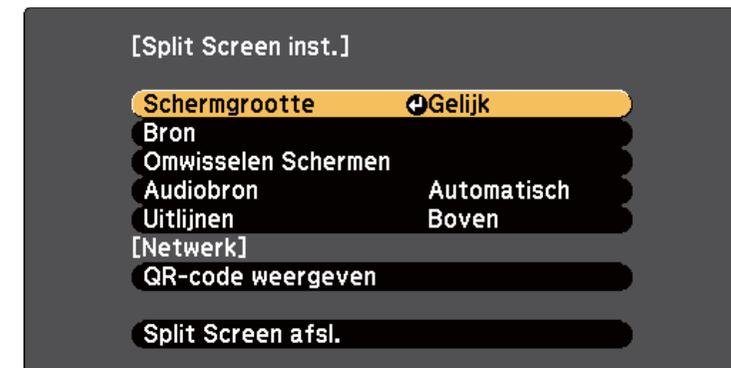 [Split Screen inst.]
Schermgrootte Gelijk
Bron
Omwisselen Schermen
Audiobron Automatisch
Uitlijnen Boven
[Netwerk]
QR-code weergeven
Split Screen afsl.